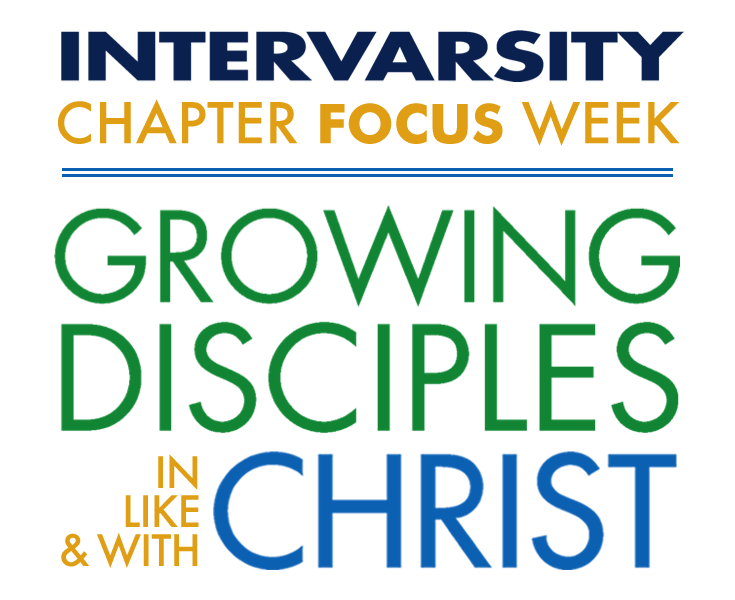 INTERVARSITY
CHAPTER FOCUS WEEK
GROWING
DISCIPLES
IN
LIKE
& WITH
CHRIST